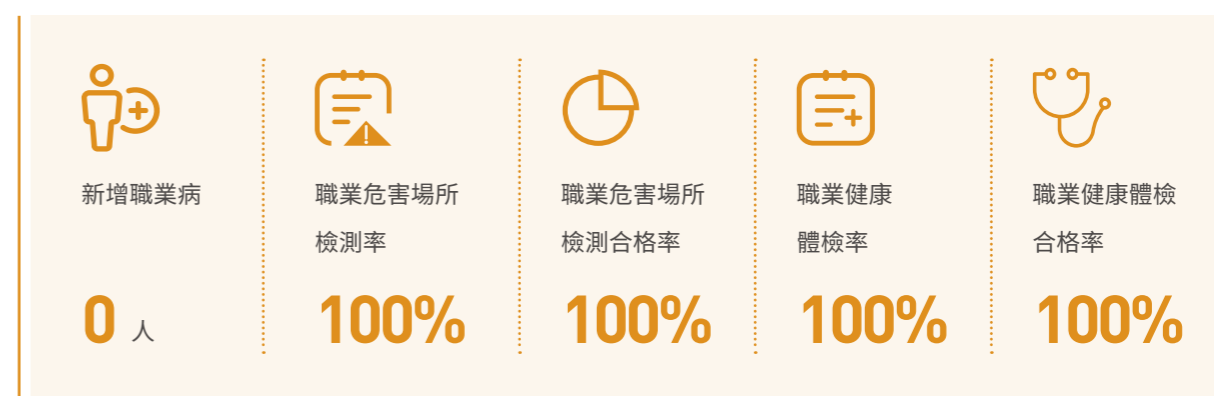 新增職業病
0 人
職業危害場所
檢測率
100%
職業危害場所
檢測合格率
100%
職業健康
體檢率
100%
職業健康體檢
合格率
100%